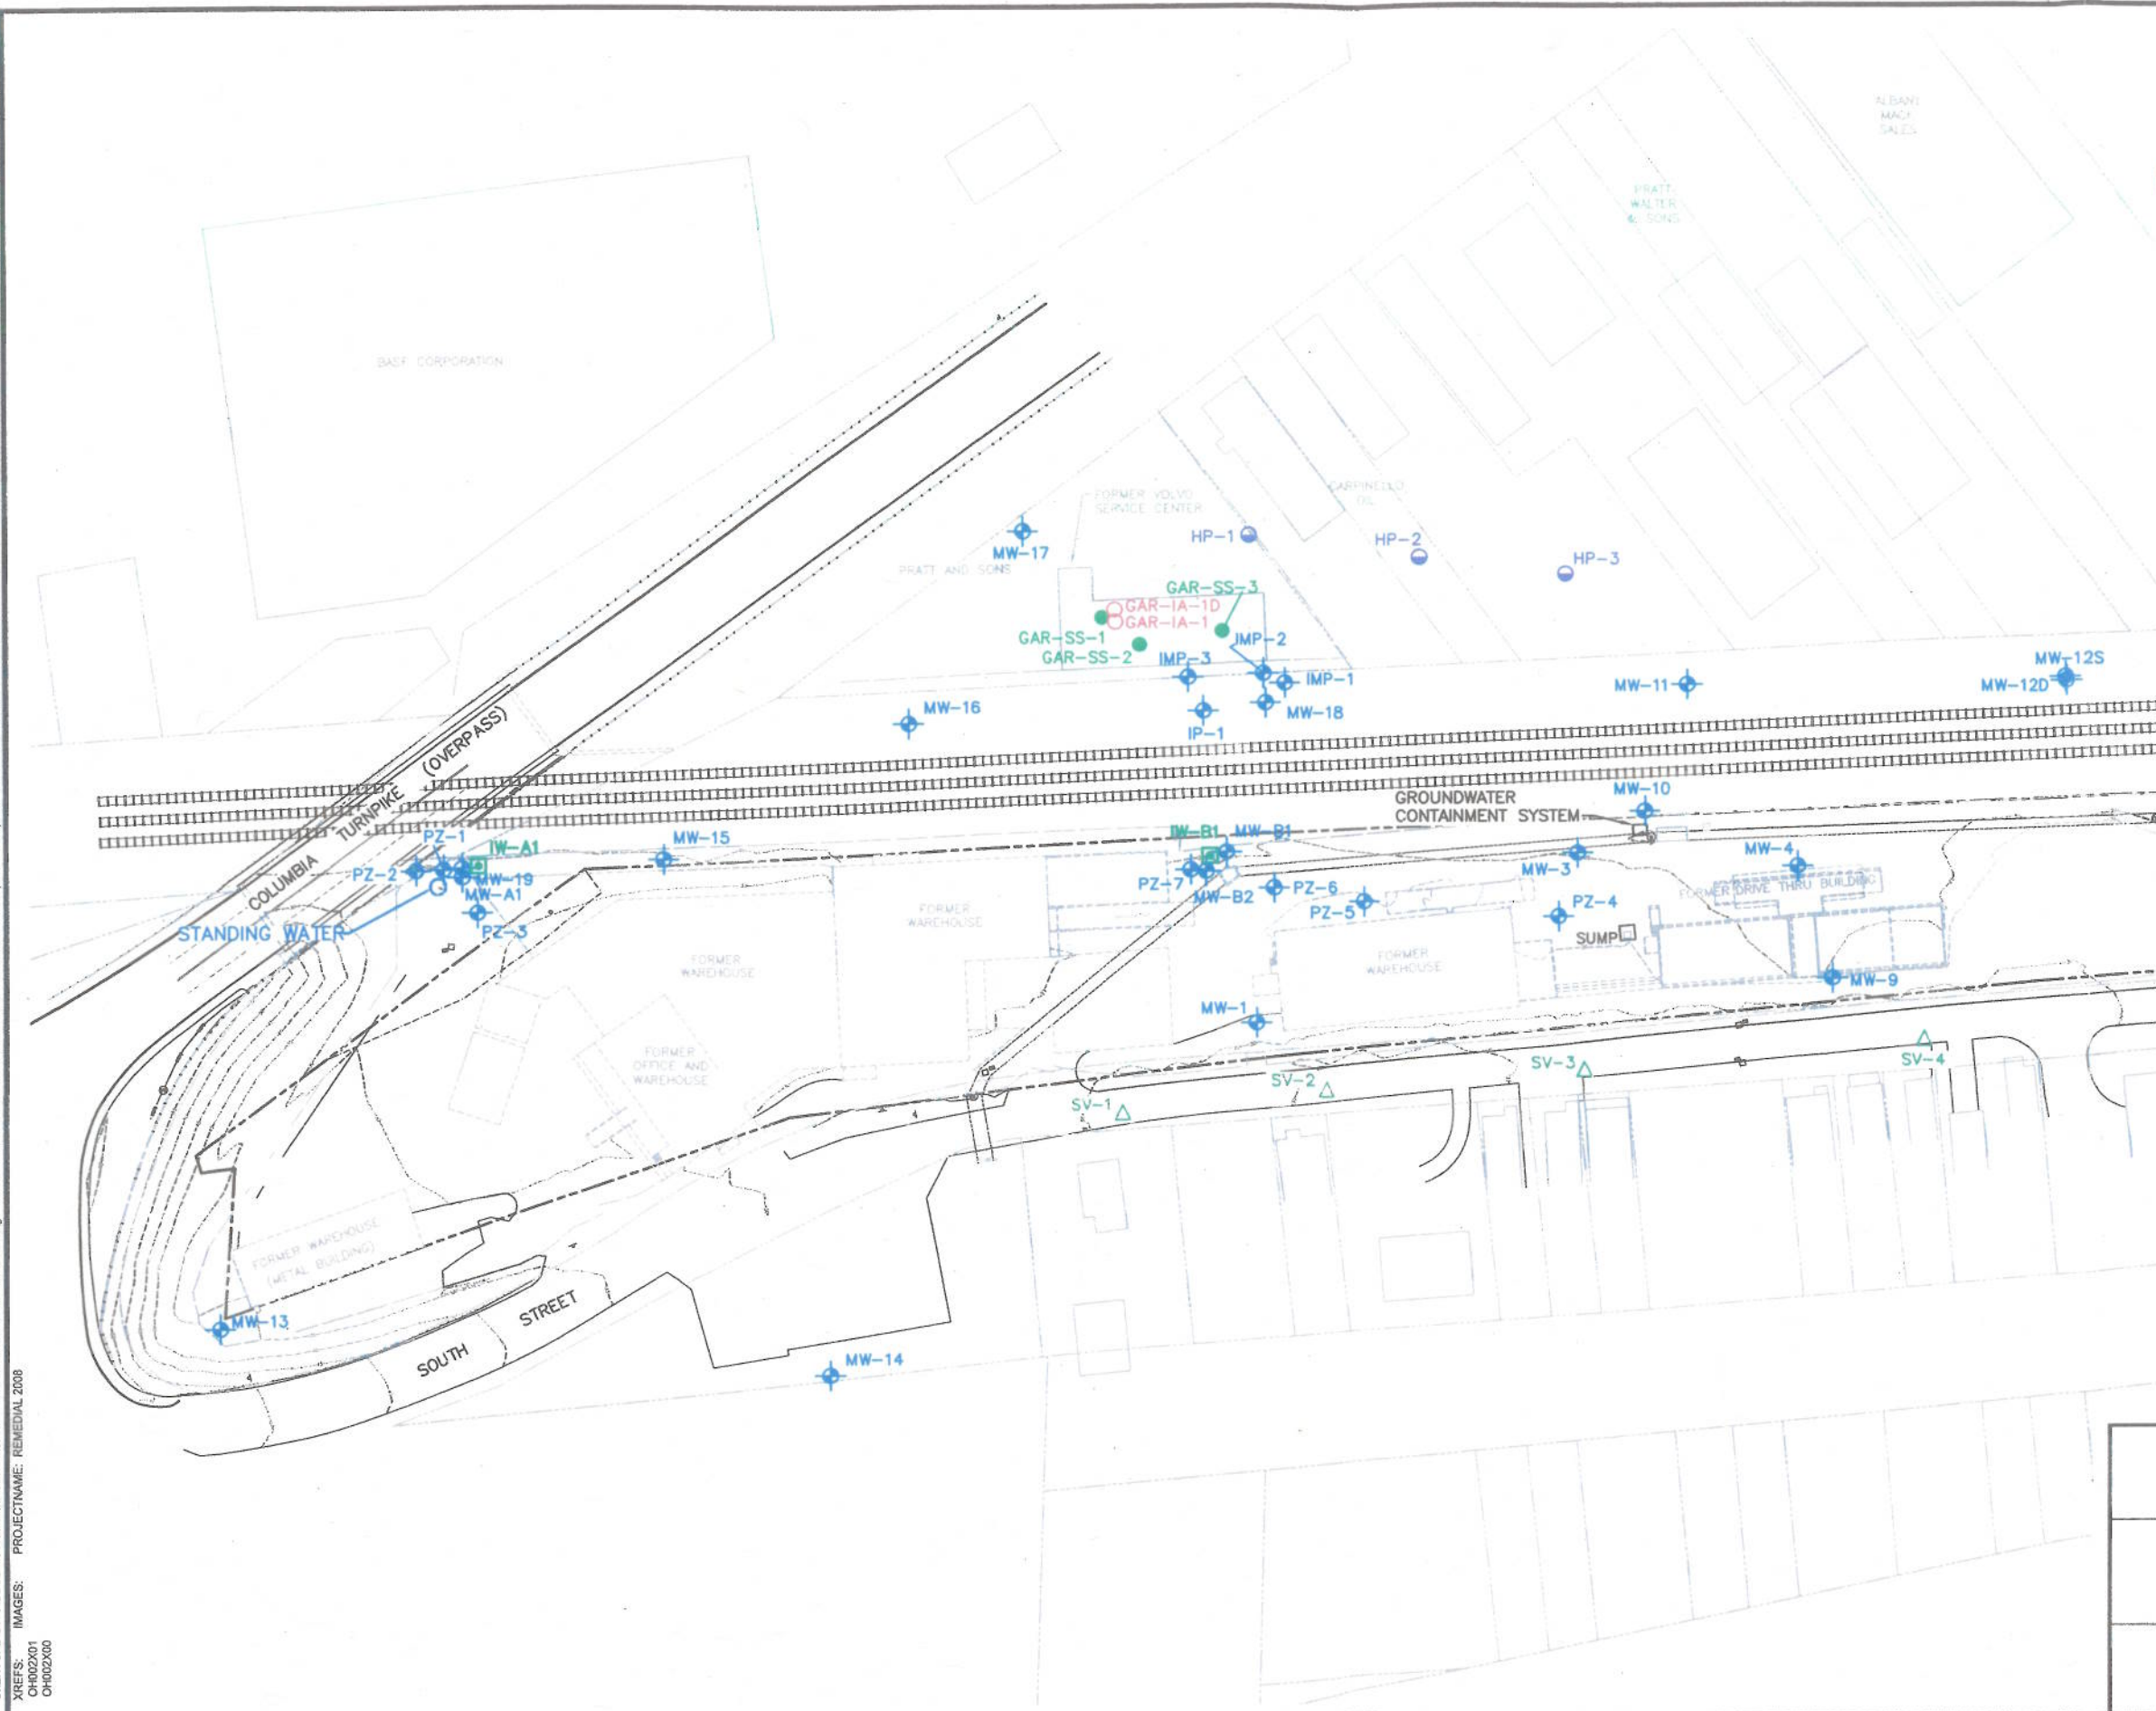 ALBANY
MACK
SALES
PRATT
WALTER
& SONS
BASF CORPORATION
FORMER VOLVO
SERVICE CENTER
CARPINELLO
OIL
MW-17
HP-1
HP-2
HP-3
PRATT AND SONS
GAR-SS-3
GAR-IA-1D
GAR-IA-1
GAR-SS-1
GAR-SS-2
IMP-2
IMP-3
IMP-1
MW-18
IP-1
MW-16
MW-11
MW-12S
MW-12D
COLUMBIA TURNPIKE (OVERPASS)
GROUNDWATER
CONTAINMENT SYSTEM
MW-10
PZ-1
IW-A1
MW-15
IW-B1
MW-B1
PZ-2
MW-19
MW-A1
PZ-3
STANDING WATER
PZ-7
MW-B2
PZ-6
PZ-5
MW-3
MW-4
FORMER DRIVE THRU BUILDING
PZ-4
SUMP
MW-9
FORMER
WAREHOUSE
FORMER
WAREHOUSE
FORMER
WAREHOUSE
MW-1
FORMER
OFFICE AND
WAREHOUSE
SV-1
SV-2
SV-3
SV-4
FORMER WAREHOUSE
(METAL BUILDING)
MW-13
SOUTH STREET
MW-14
XREFS: IMAGES: PROJECTNAME: REMEDIAL 2008
OH002X01
OH002X00